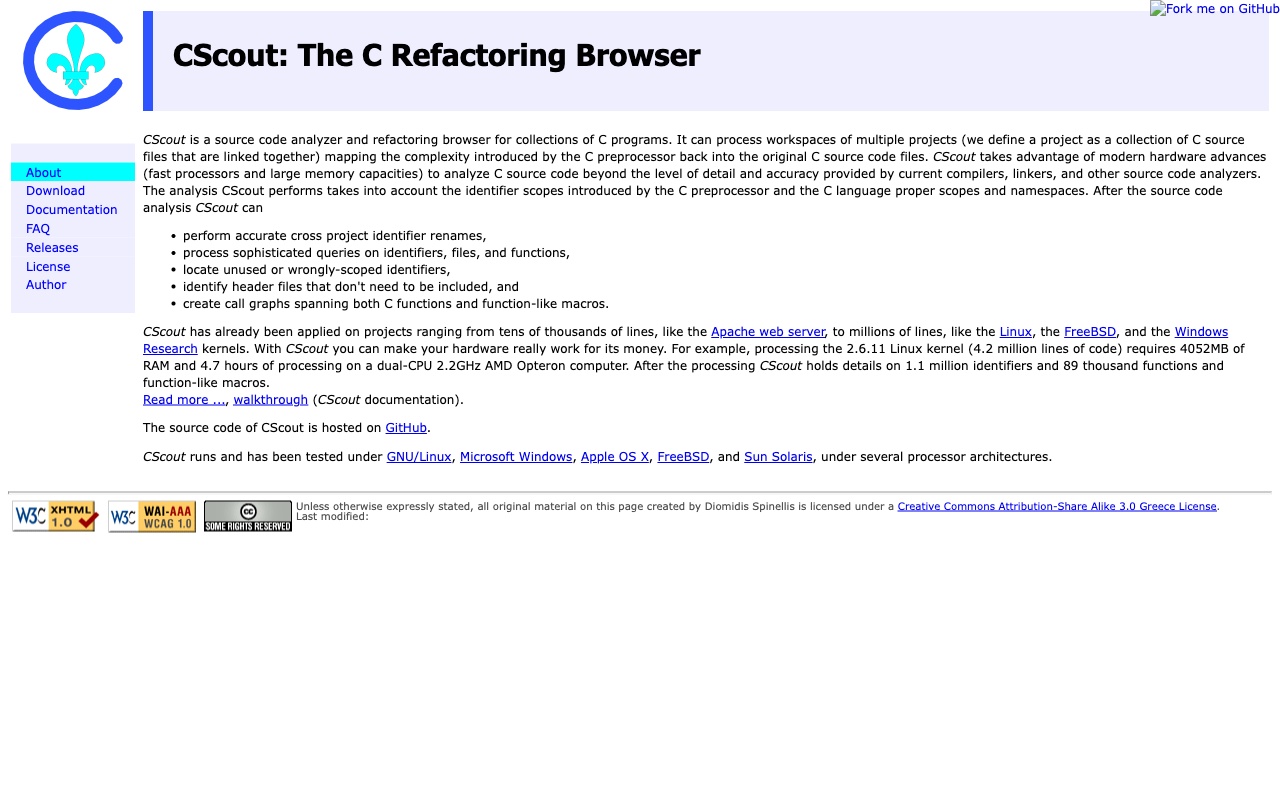 Fork me on GitHub
CScout: The C Refactoring Browser
About
Download
Documentation
FAQ
Releases
License
Author
CScout is a source code analyzer and refactoring browser for collections of C programs. It can process workspaces of multiple projects (we define a project as a collection of C source
files that are linked together) mapping the complexity introduced by the C preprocessor back into the original C source code files. CScout takes advantage of modern hardware advances
(fast processors and large memory capacities) to analyze C source code beyond the level of detail and accuracy provided by current compilers, linkers, and other source code analyzers.
The analysis CScout performs takes into account the identifier scopes introduced by the C preprocessor and the C language proper scopes and namespaces. After the source code
analysis CScout can
• perform accurate cross project identifier renames,
• process sophisticated queries on identifiers, files, and functions,
• locate unused or wrongly-scoped identifiers,
• identify header files that don't need to be included, and
• create call graphs spanning both C functions and function-like macros.
CScout has already been applied on projects ranging from tens of thousands of lines, like the Apache web server, to millions of lines, like the Linux, the FreeBSD, and the Windows
Research kernels. With CScout you can make your hardware really work for its money. For example, processing the 2.6.11 Linux kernel (4.2 million lines of code) requires 4052MB of
RAM and 4.7 hours of processing on a dual-CPU 2.2GHz AMD Opteron computer. After the processing CScout holds details on 1.1 million identifiers and 89 thousand functions and
function-like macros.
Read more ..., walkthrough (CScout documentation).
The source code of CScout is hosted on GitHub.
CScout runs and has been tested under GNU/Linux, Microsoft Windows, Apple OS X, FreeBSD, and Sun Solaris, under several processor architectures.
W3C XHTML 1.0
W3C WAI-AAA WCAG 1.0
cc SOME RIGHTS RESERVED
Unless otherwise expressly stated, all original material on this page created by Diomidis Spinellis is licensed under a Creative Commons Attribution-Share Alike 3.0 Greece License.
Last modified: